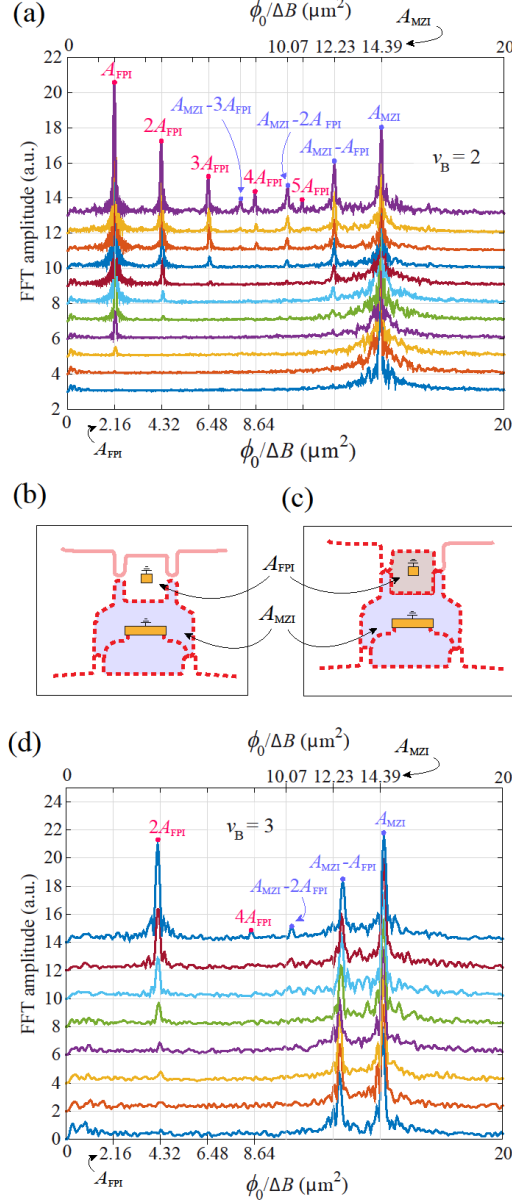 (a)
ϕ0/ΔB (µm2)
AMZI
0 10.07 12.23 14.39 20
22
20
18
16
14
12
10
8
6
4
2
FFT amplitude (a.u.)
AFPI
2AFPI
3AFPI
AMZI-3AFPI
4AFPI
AMZI-2AFPI
5AFPI
AMZI-AFPI
AMZI
νB = 2
0 2.16 4.32 6.48 8.64 20
AFPI
ϕ0/ΔB (µm2)
(b)
(c)
AFPI
AMZI
(d)
ϕ0/ΔB (µm2)
AMZI
0 10.07 12.23 14.39 20
24
22
20
18
16
14
12
10
8
6
4
2
0
FFT amplitude (a.u.)
2AFPI
νB = 3
4AFPI
AMZI-2AFPI
AMZI-AFPI
AMZI
0 2.16 4.32 6.48 8.64 20
AFPI
ϕ0/ΔB (µm2)